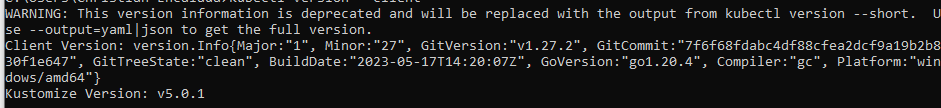 WARNING: This version information is deprecated and will be replaced with the output from kubectl version --short.  U
se --output=yaml|json to get the full version.
Client Version: version.Info{Major:"1", Minor:"27", GitVersion:"v1.27.2", GitCommit:"7f6f68fdabc4df88cfea2dcf9a19b2b8
30f1e647", GitTreeState:"clean", BuildDate:"2023-05-17T14:20:07Z", GoVersion:"go1.20.4", Compiler:"gc", Platform:"win
dows/amd64"}
Kustomize Version: v5.0.1